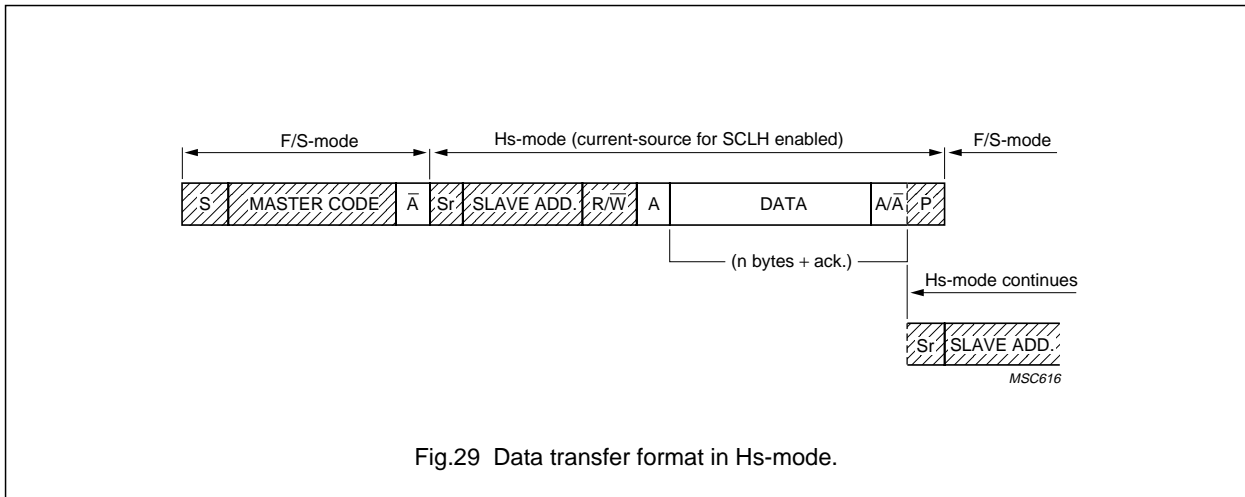 F/S-mode Hs-mode (current-source for SCLH enabled) F/S-mode
S MASTER CODE A̅ Sr SLAVE ADD. R/W̅ A DATA A/A̅ P
(n bytes + ack.)
Hs-mode continues
Sr SLAVE ADD.
MSC616
Fig.29 Data transfer format in Hs-mode.